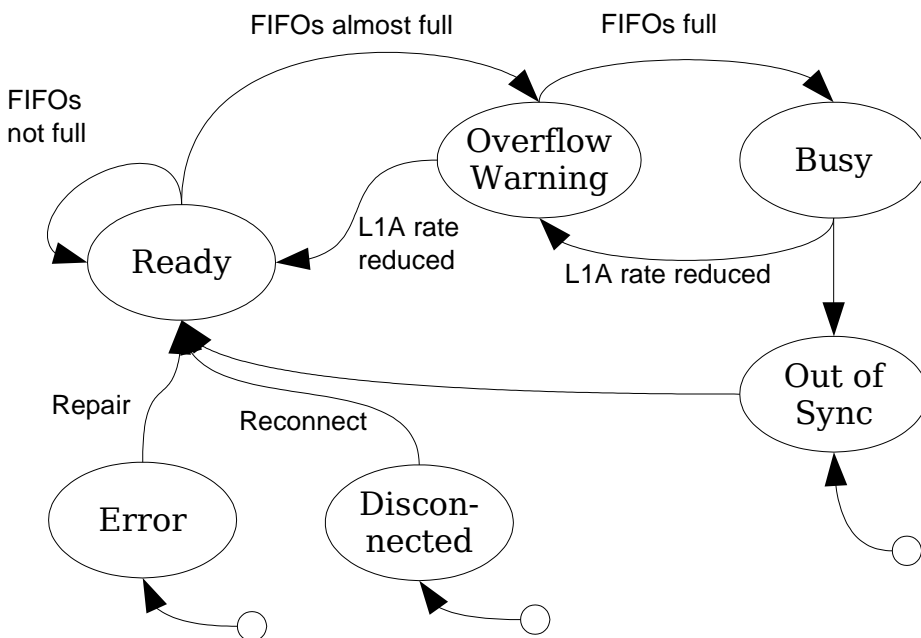 FIFOs almost full
FIFOs full
FIFOs
not full
Overflow
Warning
Busy
L1A rate
reduced
Ready
L1A rate reduced
Out of
Sync
Repair
Reconnect
Error
Discon-
nected